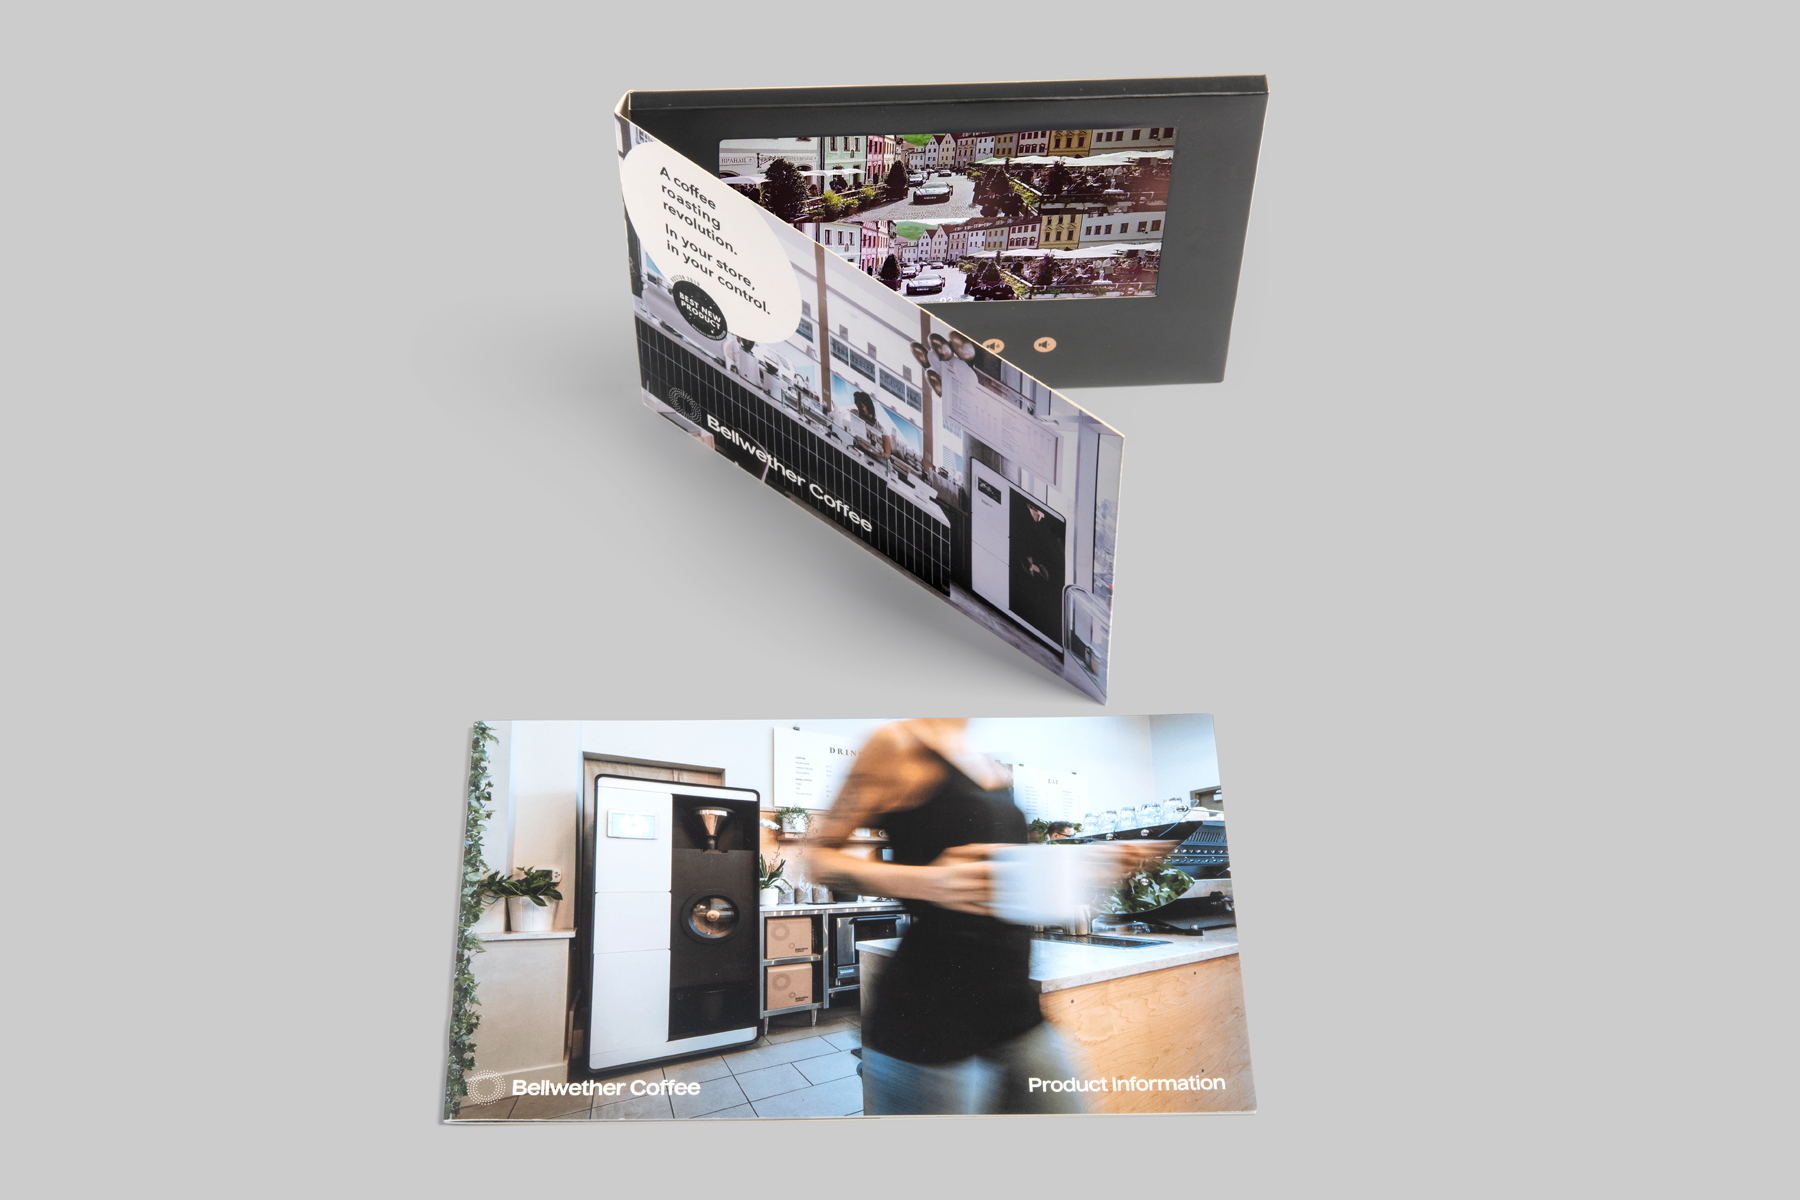 A coffee
roasting
revolution.
In your store,
in your control.
BEST NEW
PRODUCT
Bellwether Coffee
DRIN
EAT
Bellwether Coffee
Product Information